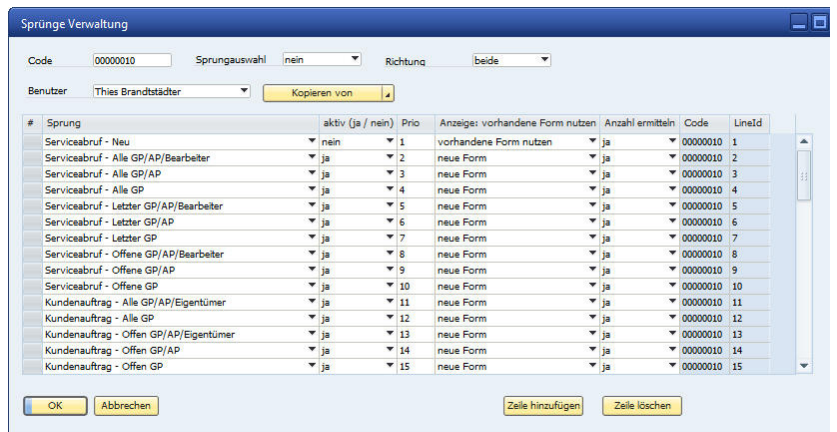 Sprünge Verwaltung
Code 00000010 Sprungauswahl nein Richtung beide
Benutzer Thies Brandtstädter Kopieren von
# Sprung aktiv (ja / nein) Prio Anzeige: vorhandene Form nutzen Anzahl ermitteln Code LineId
Serviceabruf - Neu nein 1 vorhandene Form nutzen ja 00000010 1
Serviceabruf - Alle GP/AP/Bearbeiter ja 2 neue Form ja 00000010 2
Serviceabruf - Alle GP/AP ja 3 neue Form ja 00000010 3
Serviceabruf - Alle GP ja 4 neue Form ja 00000010 4
Serviceabruf - Letzter GP/AP/Bearbeiter ja 5 neue Form ja 00000010 5
Serviceabruf - Letzter GP/AP ja 6 neue Form ja 00000010 6
Serviceabruf - Letzter GP ja 7 neue Form ja 00000010 7
Serviceabruf - Offene GP/AP/Bearbeiter ja 8 neue Form ja 00000010 8
Serviceabruf - Offene GP/AP ja 9 neue Form ja 00000010 9
Serviceabruf - Offene GP ja 10 neue Form ja 00000010 10
Kundenauftrag - Alle GP/AP/Eigentümer ja 11 neue Form ja 00000010 11
Kundenauftrag - Alle GP ja 12 neue Form ja 00000010 12
Kundenauftrag - Offen GP/AP/Eigentümer ja 13 neue Form ja 00000010 13
Kundenauftrag - Offen GP/AP ja 14 neue Form ja 00000010 14
Kundenauftrag - Offen GP ja 15 neue Form ja 00000010 15
OK Abbrechen Zeile hinzufügen Zeile löschen